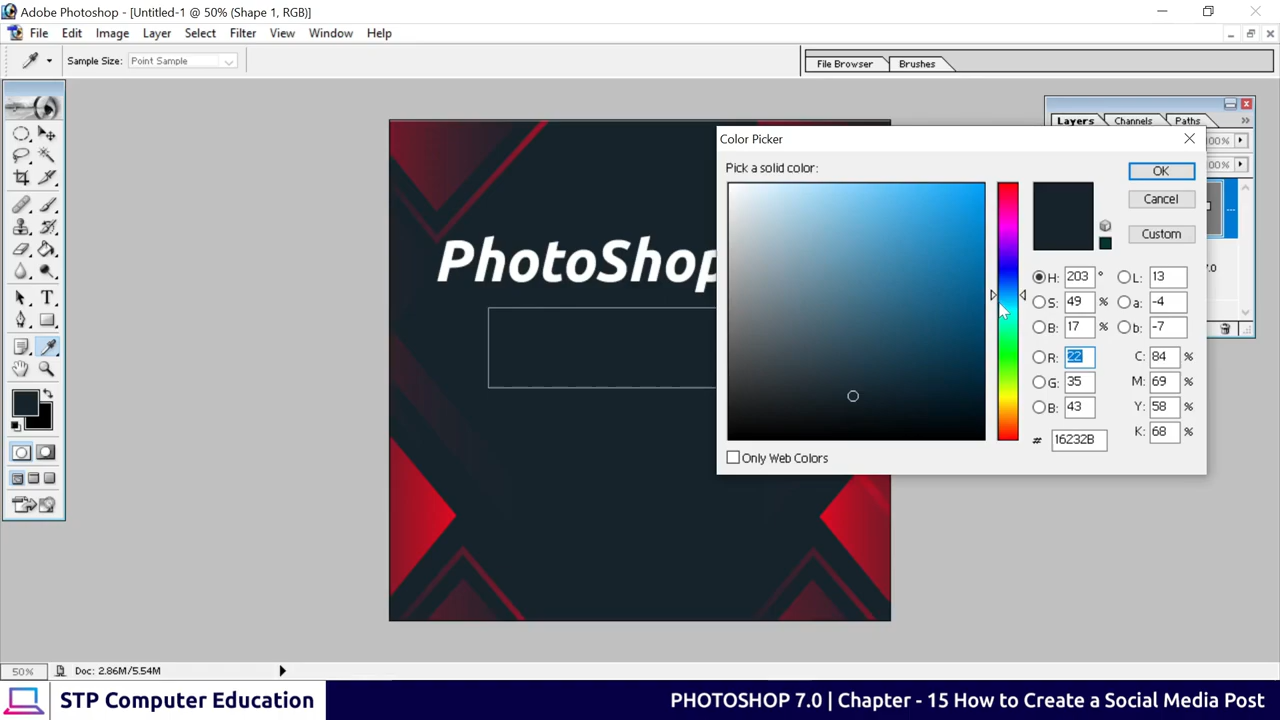 Adobe Photoshop - [Untitled-1 @ 50% (Shape 1, RGB)]
File Edit Image Layer Select Filter View Window Help
Sample Size: Point Sample
File Browser Brushes
Layers Channels Paths
Color Picker
Pick a solid color:
OK
Cancel
Custom
H: 203 °
S: 49 %
B: 17 %
R: 22
G: 35
B: 43
# 16232B
L: 13
a: -4
b: -7
C: 84 %
M: 69 %
Y: 58 %
K: 68 %
Only Web Colors
PhotoShop
T
50% Doc: 2.86M/5.54M
STP Computer Education
PHOTOSHOP 7.0 | Chapter - 15 How to Create a Social Media Post